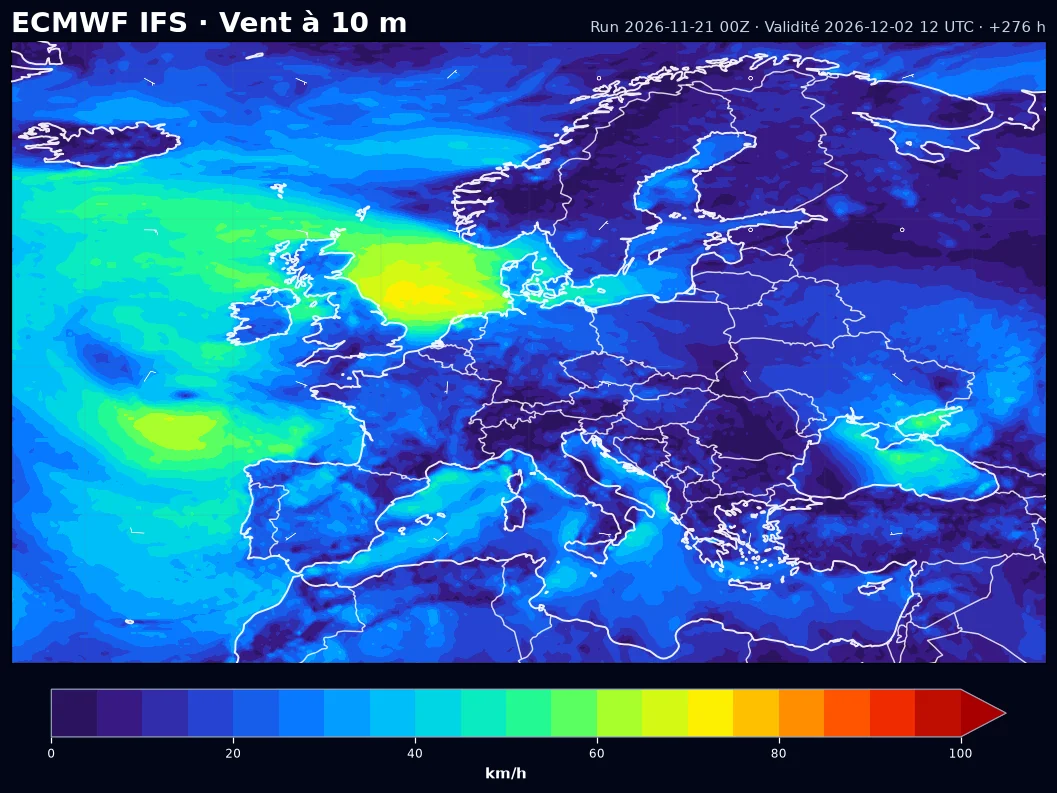 ECMWF IFS · Vent à 10 m
Run 2026-11-21 00Z · Validité 2026-12-02 12 UTC · +276 h
0 20 40 60 80 100
km/h